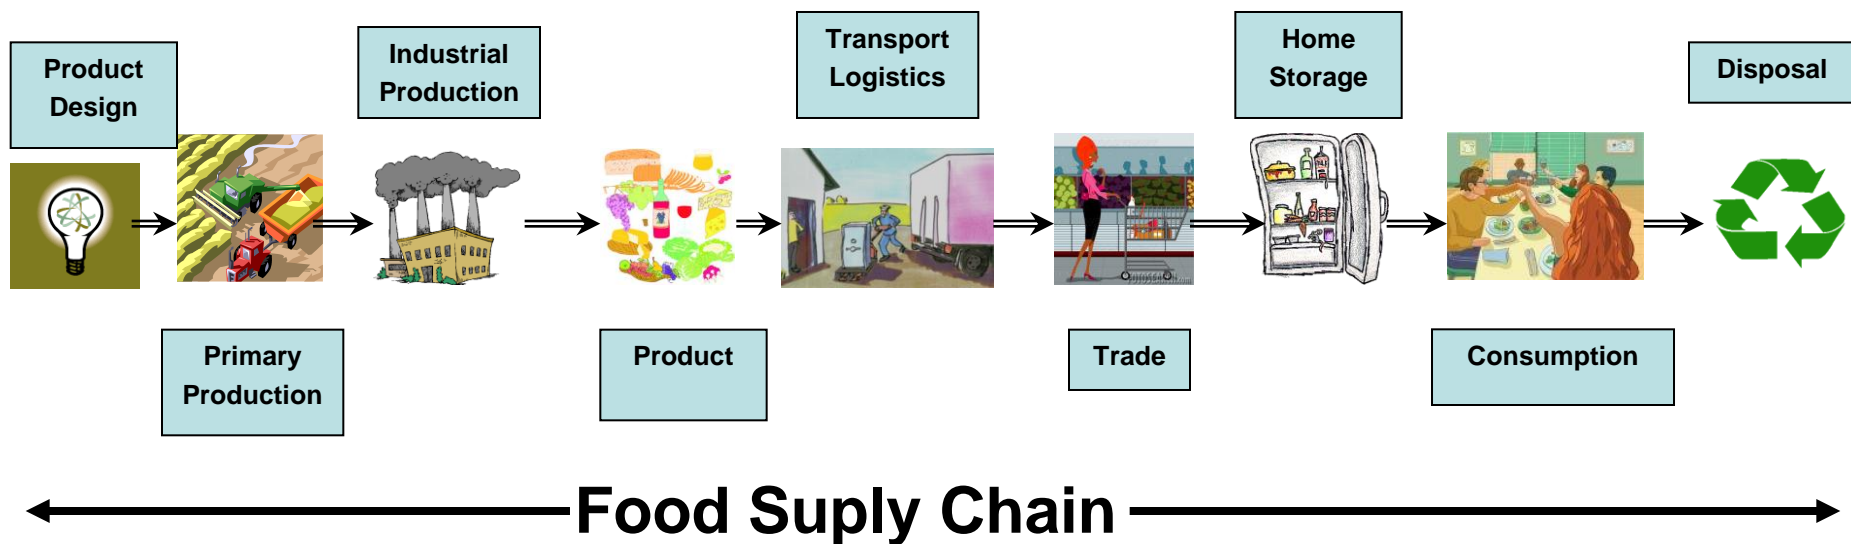 Product
Design
Primary
Production
Industrial
Production
Product
Transport
Logistics
Trade
Home
Storage
Consumption
Disposal
Food Suply Chain